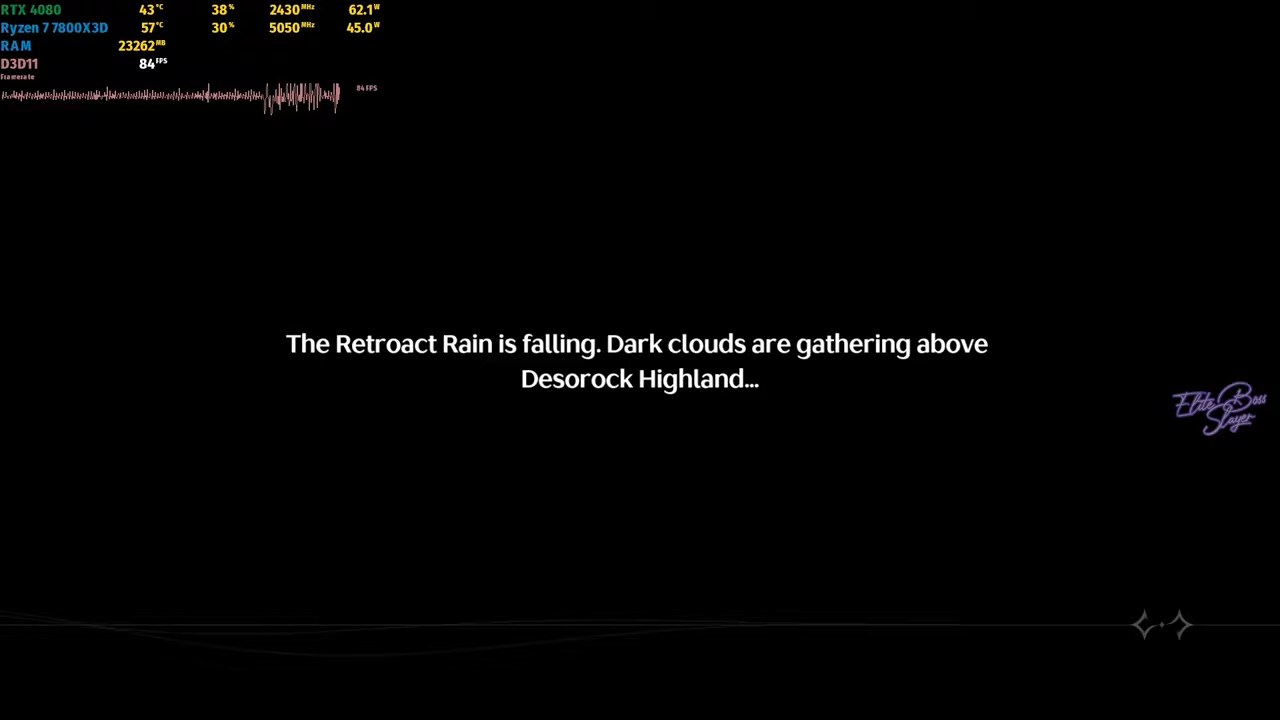 RTX 4080 43°C 38% 2430MHz 62.1W
Ryzen 7 7800X3D 57°C 30% 5050MHz 45.0W
RAM 23262MB
D3D11 84FPS
Framerate
84 FPS
The Retroact Rain is falling. Dark clouds are gathering above
Desorock Highland...
Elite Boss
Slayer